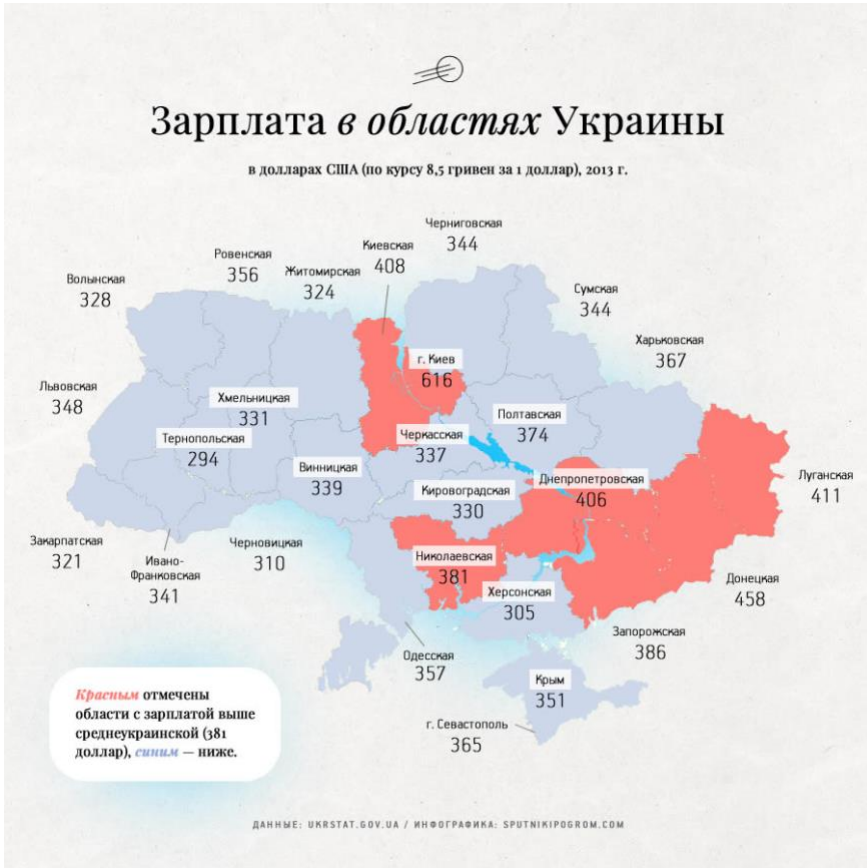 Зарплата в областях Украины
в долларах США (по курсу 8,5 гривен за 1 доллар), 2013 г.
Черниговская
344
Киевская
408
Ровенская
356
Житомирская
324
Волынская
328
Сумская
344
Харьковская
367
г. Киев
616
Львовская
348
Хмельницкая
331
Полтавская
374
Тернопольская
294
Черкасская
337
Винницкая
339
Днепропетровская
406
Луганская
411
Кировоградская
330
Закарпатская
321
Ивано-
Франковская
341
Черновицкая
310
Николаевская
381
Херсонская
305
Донецкая
458
Запорожская
386
Одесская
357
Крым
351
г. Севастополь
365
Красным отмечены
области с зарплатой выше
среднеукраинской (381
доллар), синим — ниже.
ДАННЫЕ: UKRSTAT.GOV.UA / ИНФОГРАФИКА: SPUTNIKIPOGROM.COM